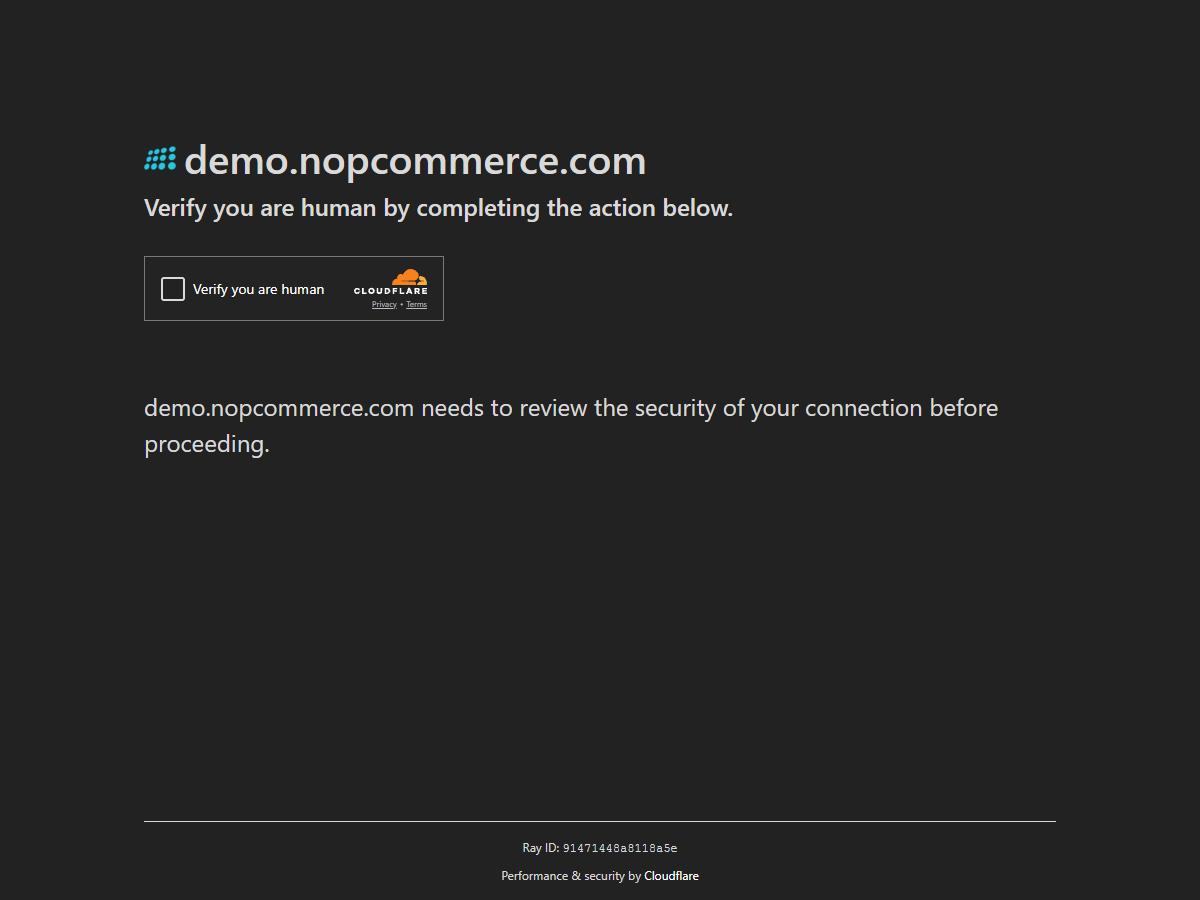 demo.nopcommerce.com
Verify you are human by completing the action below.
Verify you are human
CLOUDFLARE
Privacy • Terms
demo.nopcommerce.com needs to review the security of your connection before
proceeding.
Ray ID: 91471448a8118a5e
Performance & security by Cloudflare